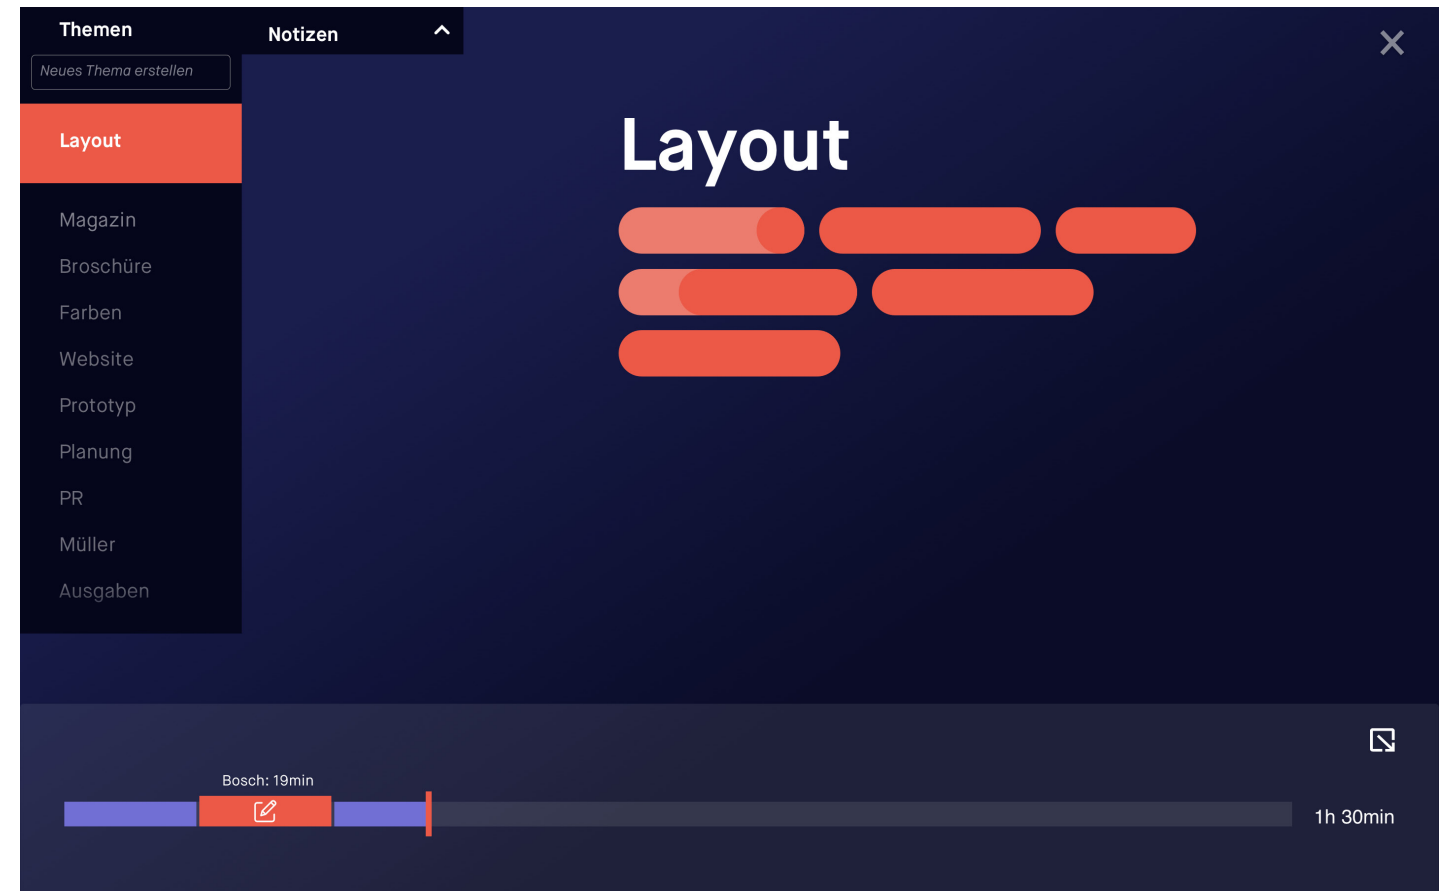 Themen
Notizen
Neues Thema erstellen
Layout
Layout
Magazin
Broschüre
Farben
Website
Prototyp
Planung
PR
Müller
Ausgaben
Bosch: 19min
1h 30min